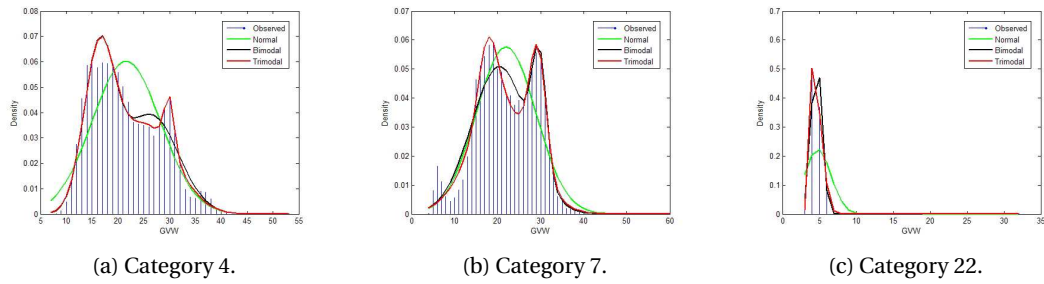 0.08
0.07
0.06
0.05
0.04
0.03
0.02
0.01
0
Density
5 10 15 20 25 30 35 40 45 50 55
GVW
Observed
Normal
Bimodal
Trimodal
(a) Category 4.
0.07
0.06
0.05
0.04
0.03
0.02
0.01
0
Density
0 10 20 30 40 50 60
GVW
Observed
Normal
Bimodal
Trimodal
(b) Category 7.
0.7
0.6
0.5
0.4
0.3
0.2
0.1
0
Density
0 5 10 15 20 25 30 35
GVW
Observed
Normal
Bimodal
Trimodal
(c) Category 22.